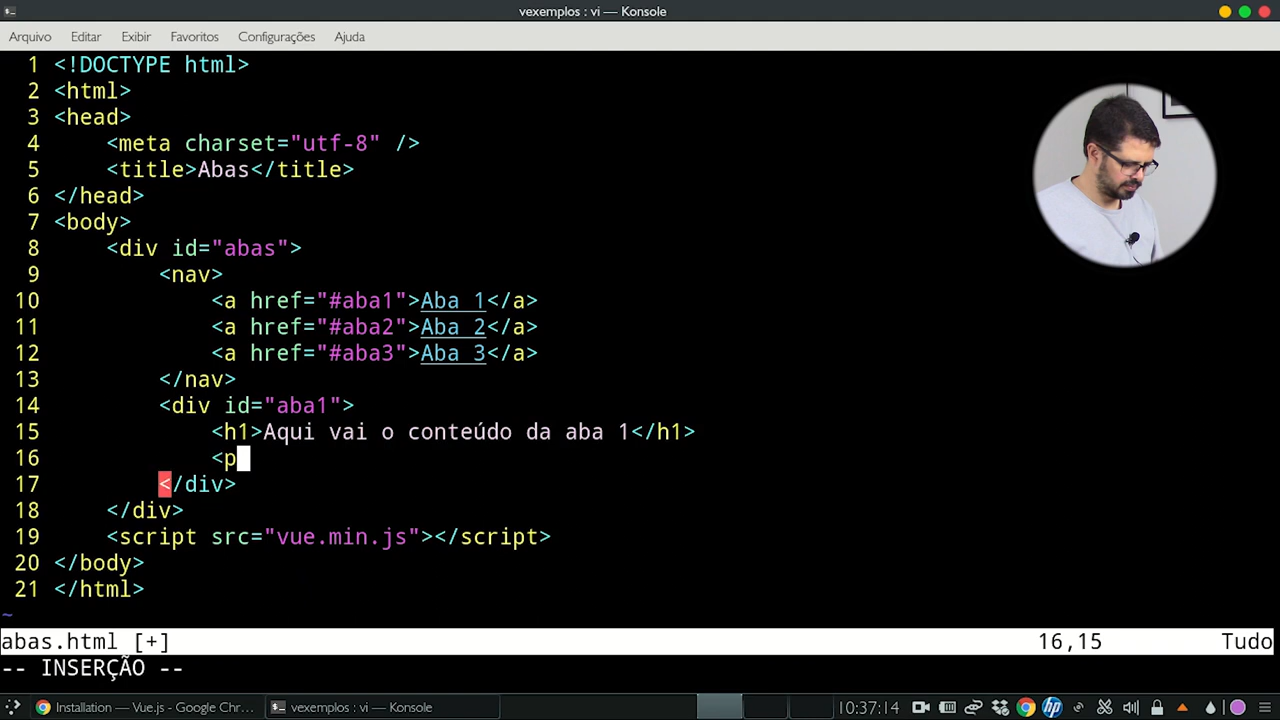 vexemplos : vi — Konsole
Arquivo Editar Exibir Favoritos Configurações Ajuda
1 <!DOCTYPE html>
2 <html>
3 <head>
4     <meta charset="utf-8" />
5     <title>Abas</title>
6 </head>
7 <body>
8     <div id="abas">
9         <nav>
10             <a href="#aba1">Aba 1</a>
11             <a href="#aba2">Aba 2</a>
12             <a href="#aba3">Aba 3</a>
13         </nav>
14         <div id="aba1">
15             <h1>Aqui vai o conteúdo da aba 1</h1>
16             <p
17         </div>
18     </div>
19     <script src="vue.min.js"></script>
20 </body>
21 </html>
~
abas.html [+] 16,15 Tudo
-- INSERÇÃO --
Installation — Vue.js - Google Chr... vexemplos : vi — Konsole 10:37:14 hp